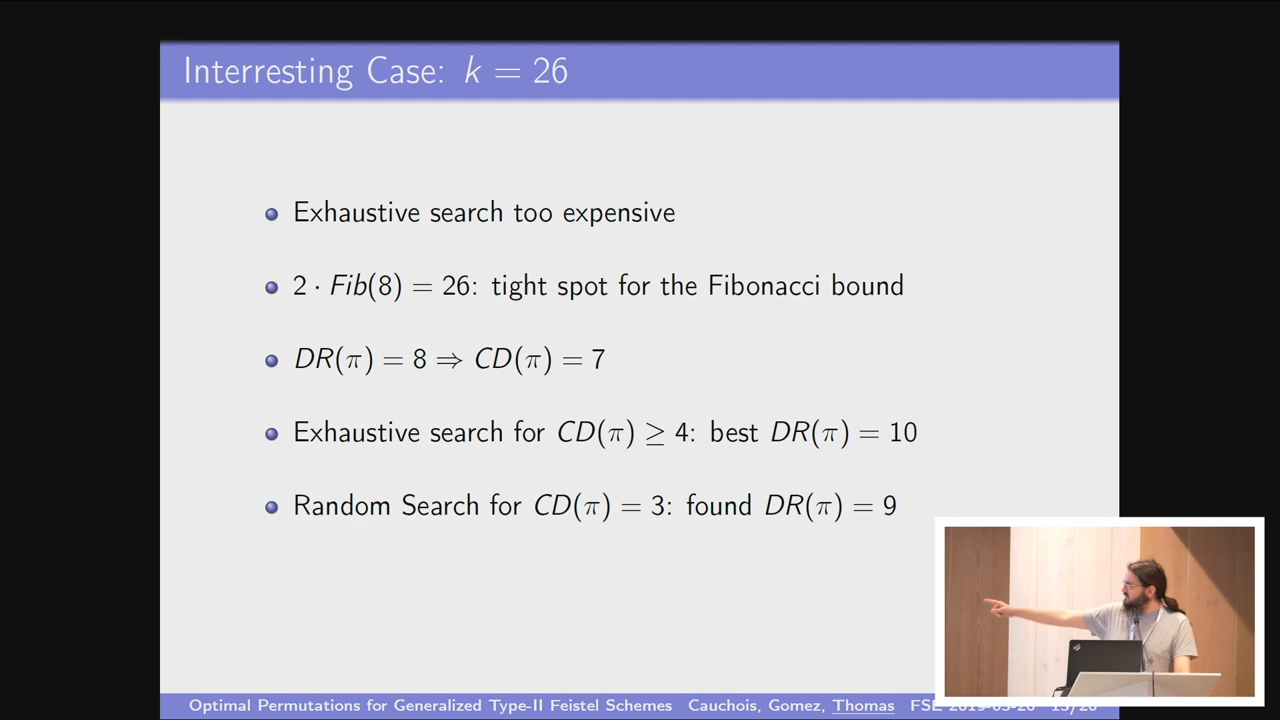 Interresting Case: k = 26
Exhaustive search too expensive
2 · Fib(8) = 26: tight spot for the Fibonacci bound
DR(π) = 8 ⇒ CD(π) = 7
Exhaustive search for CD(π) ≥ 4: best DR(π) = 10
Random Search for CD(π) = 3: found DR(π) = 9
Optimal Permutations for Generalized Type-II Feistel Schemes Cauchois, Gomez, Thomas FSE